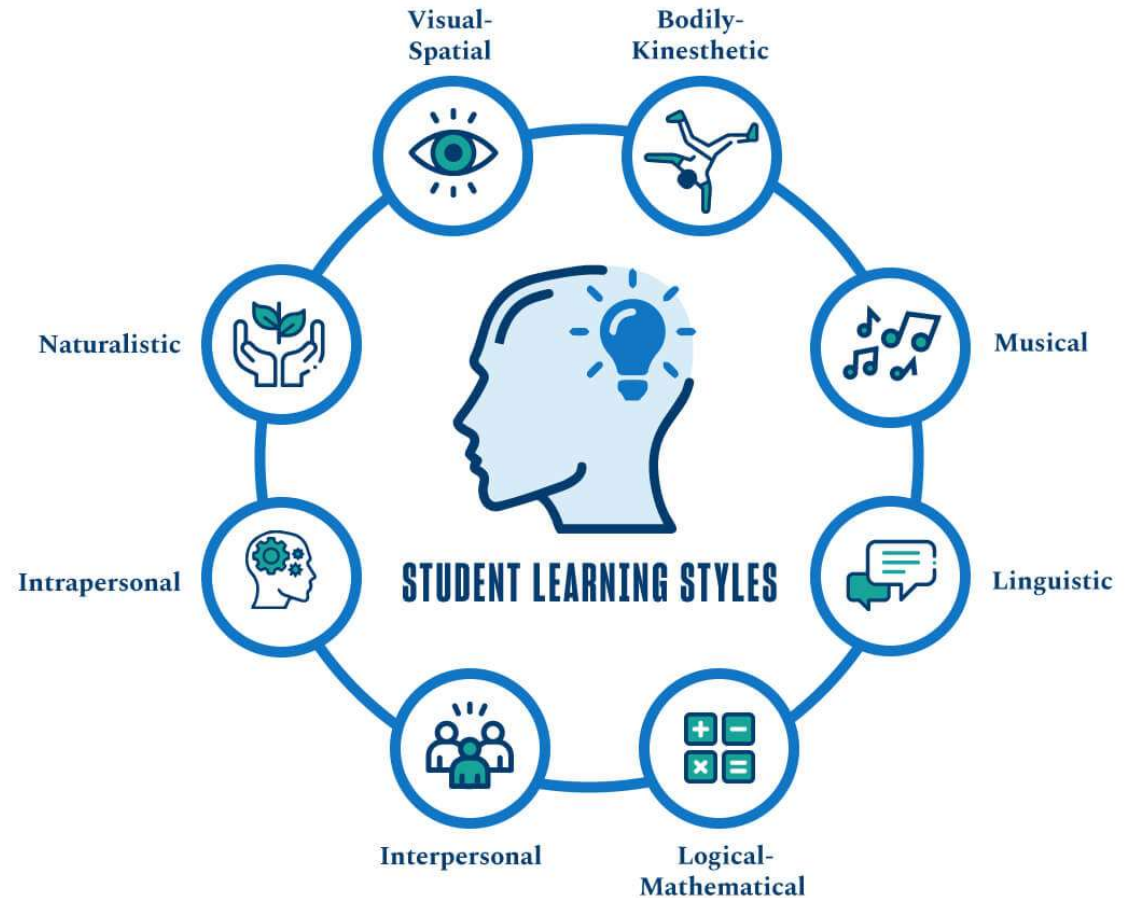 Visual-
Spatial
Bodily-
Kinesthetic
Naturalistic
Musical
Intrapersonal
STUDENT LEARNING STYLES
Linguistic
Interpersonal
Logical-
Mathematical